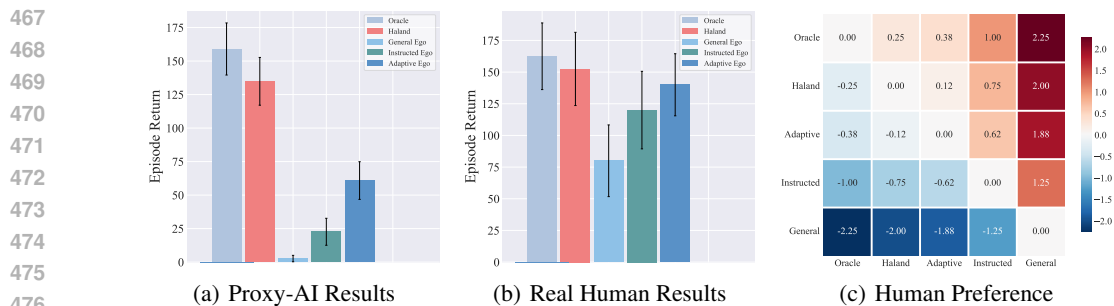 467
468
469
470
471
472
473
474
475
476
Episode Return
175
150
125
100
75
50
25
0
Oracle
Haland
General Ego
Instructed Ego
Adaptive Ego
(a) Proxy-AI Results
Episode Return
175
150
125
100
75
50
25
0
Oracle
Haland
General Ego
Instructed Ego
Adaptive Ego
(b) Real Human Results
Oracle 0.00 0.25 0.38 1.00 2.25
Haland -0.25 0.00 0.12 0.75 2.00
Adaptive -0.38 -0.12 0.00 0.62 1.88
Instructed -1.00 -0.75 -0.62 0.00 1.25
General -2.25 -2.00 -1.88 -1.25 0.00
Oracle Haland Adaptive Instructed General
2.0
1.5
1.0
0.5
0.0
−0.5
−1.0
−1.5
−2.0
(c) Human Preference